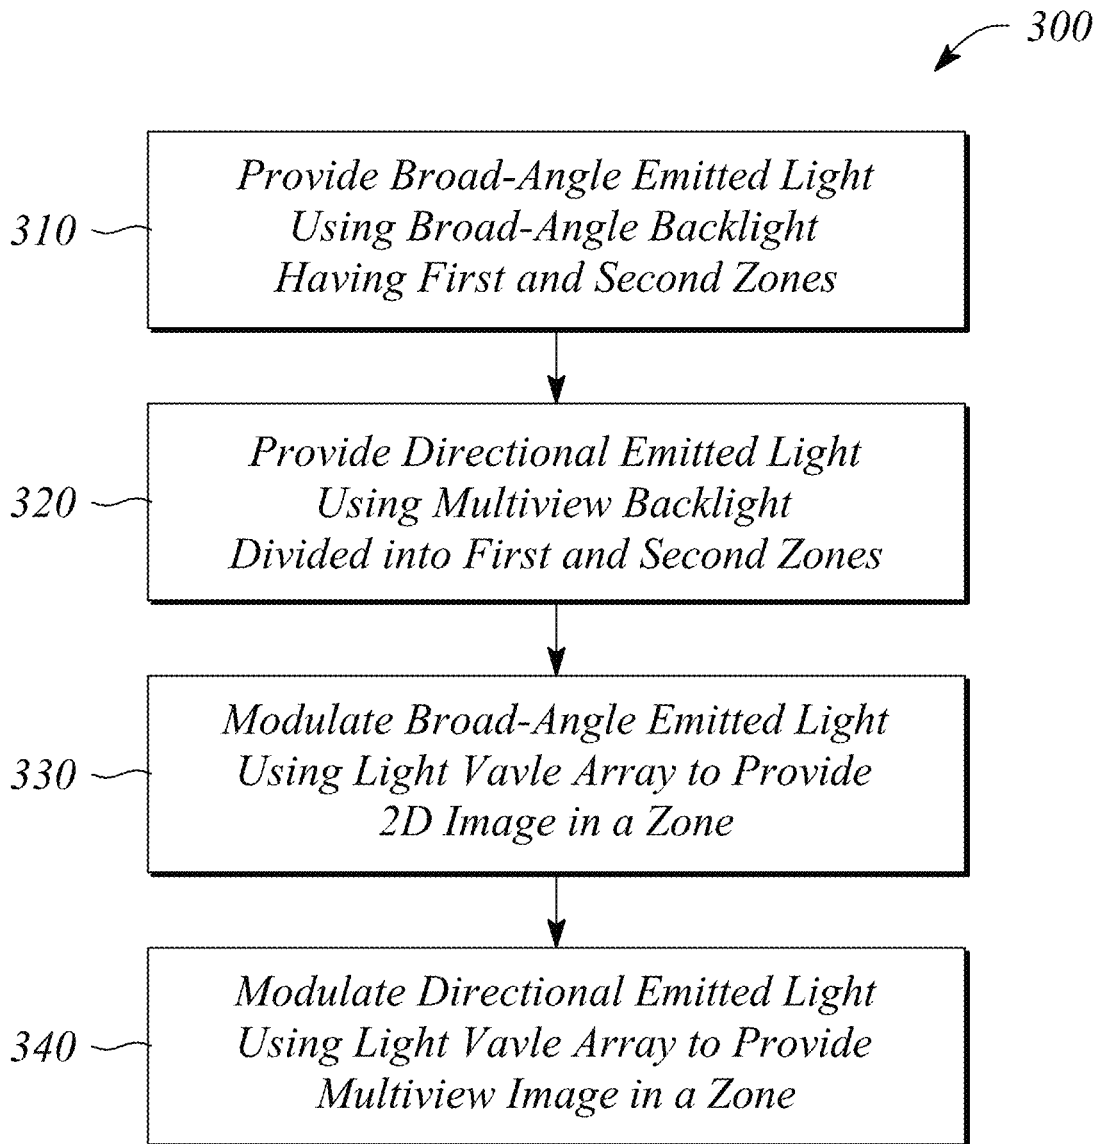 300
310
Provide Broad-Angle Emitted Light
Using Broad-Angle Backlight
Having First and Second Zones
320
Provide Directional Emitted Light
Using Multiview Backlight
Divided into First and Second Zones
330
Modulate Broad-Angle Emitted Light
Using Light Vavle Array to Provide
2D Image in a Zone
340
Modulate Directional Emitted Light
Using Light Vavle Array to Provide
Multiview Image in a Zone